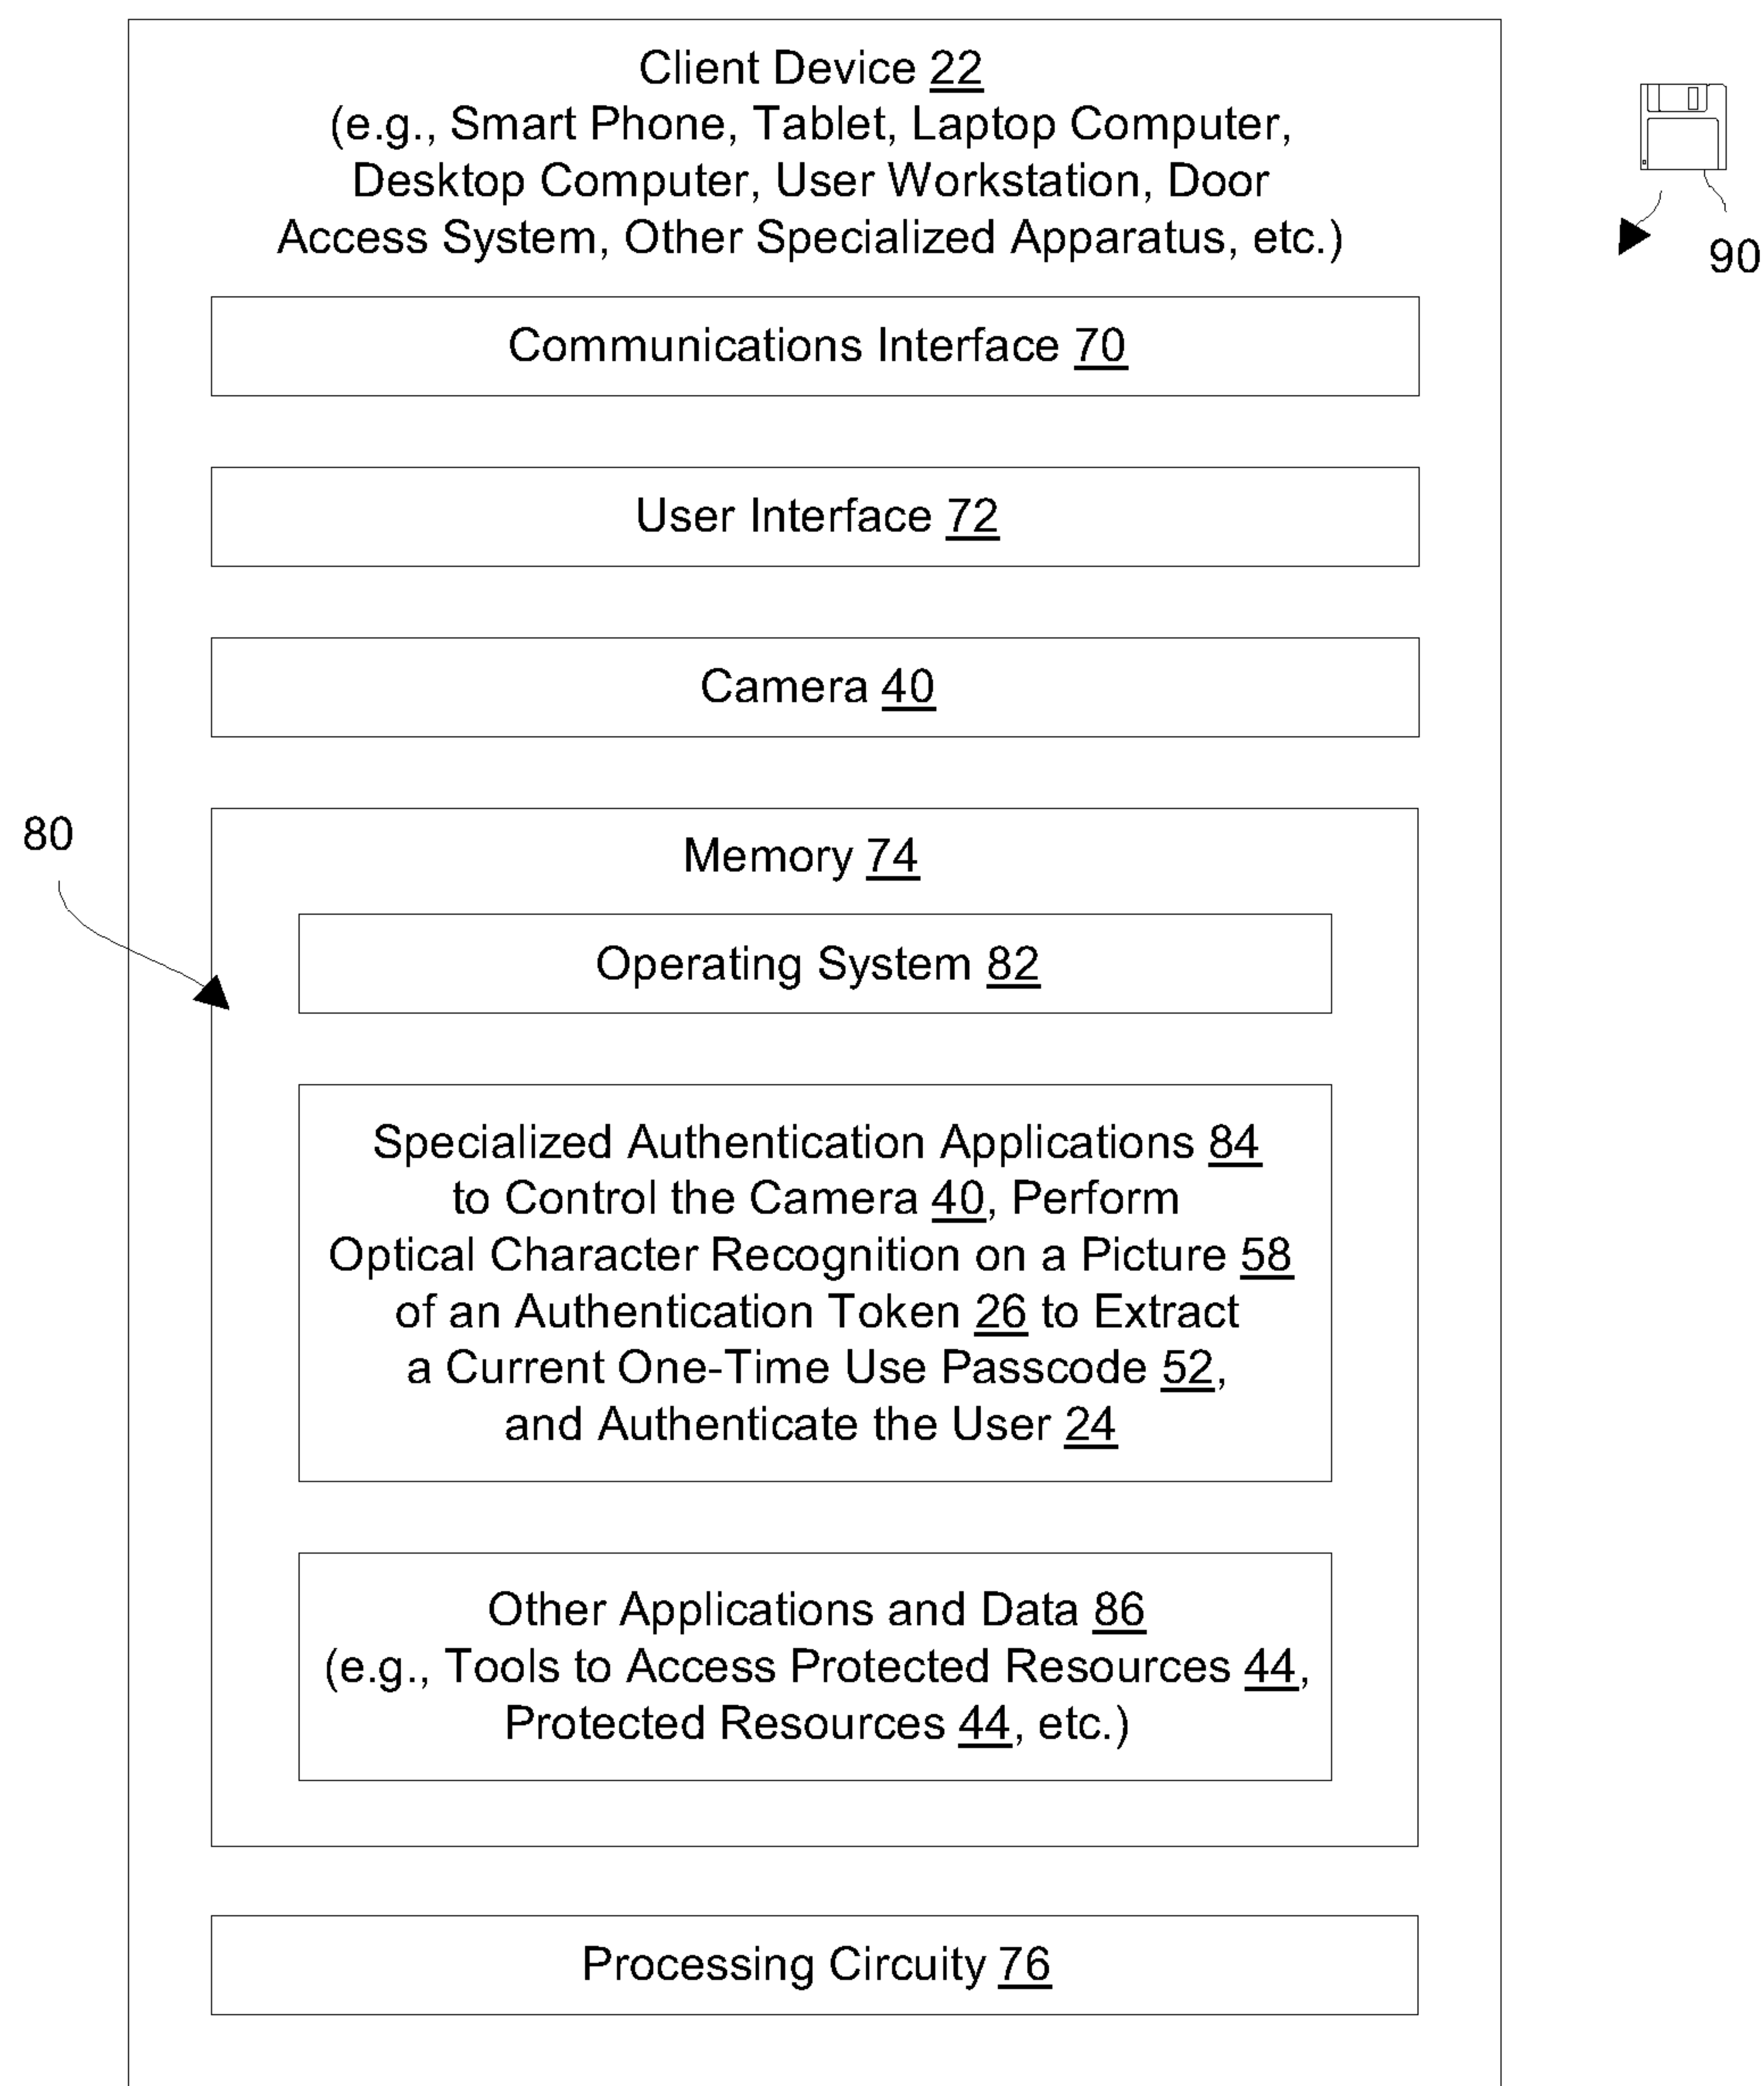 Client Device 22
(e.g., Smart Phone, Tablet, Laptop Computer,
Desktop Computer, User Workstation, Door
Access System, Other Specialized Apparatus, etc.)
90
Communications Interface 70
User Interface 72
Camera 40
80
Memory 74
Operating System 82
Specialized Authentication Applications 84
to Control the Camera 40, Perform
Optical Character Recognition on a Picture 58
of an Authentication Token 26 to Extract
a Current One-Time Use Passcode 52,
and Authenticate the User 24
Other Applications and Data 86
(e.g., Tools to Access Protected Resources 44,
Protected Resources 44, etc.)
Processing Circuity 76